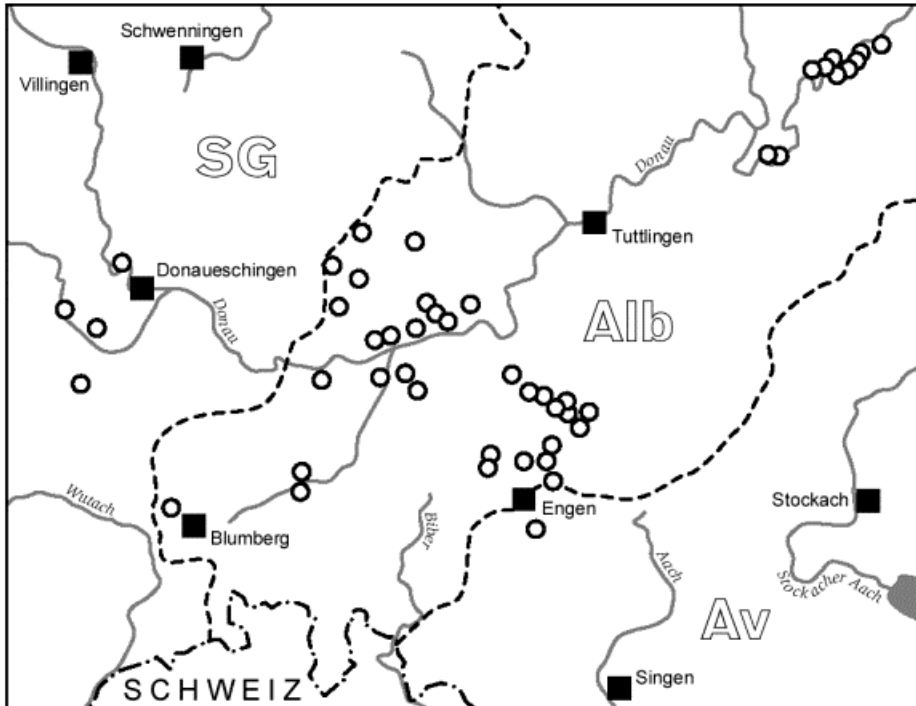 Schwenningen
Villingen
SG
Donau
Tuttlingen
Donaueschingen
Donau
Alb
Wutach
Blumberg
Biber
Engen
Stockach
Aach
Stockacher Aach
Av
SCHWEIZ
Singen